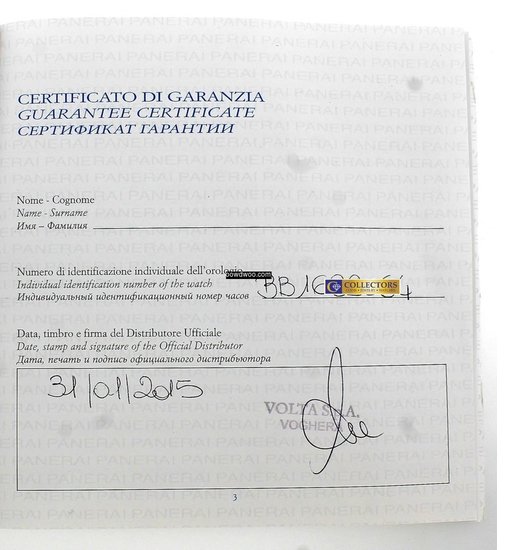 CERTIFICATO DI GARANZIA
GUARANTEE CERTIFICATE
СЕРТИФИКАТ ГАРАНТИИ
Nome - Cognome
Name - Surname
Имя – Фамилия
Numero di identificazione individuale dell'orologio
wowdwoo.com
Individual identification number of the watch
COLLECTORS
Индивидуальный идентификационный номер часов
Data, timbro e firma del Distributore Ufficiale
Date, stamp and signature of the Official Distributor
Дата, печать и подпись официального дистрибьютора
31/01/2015
VOLTA
VOGHERA
3